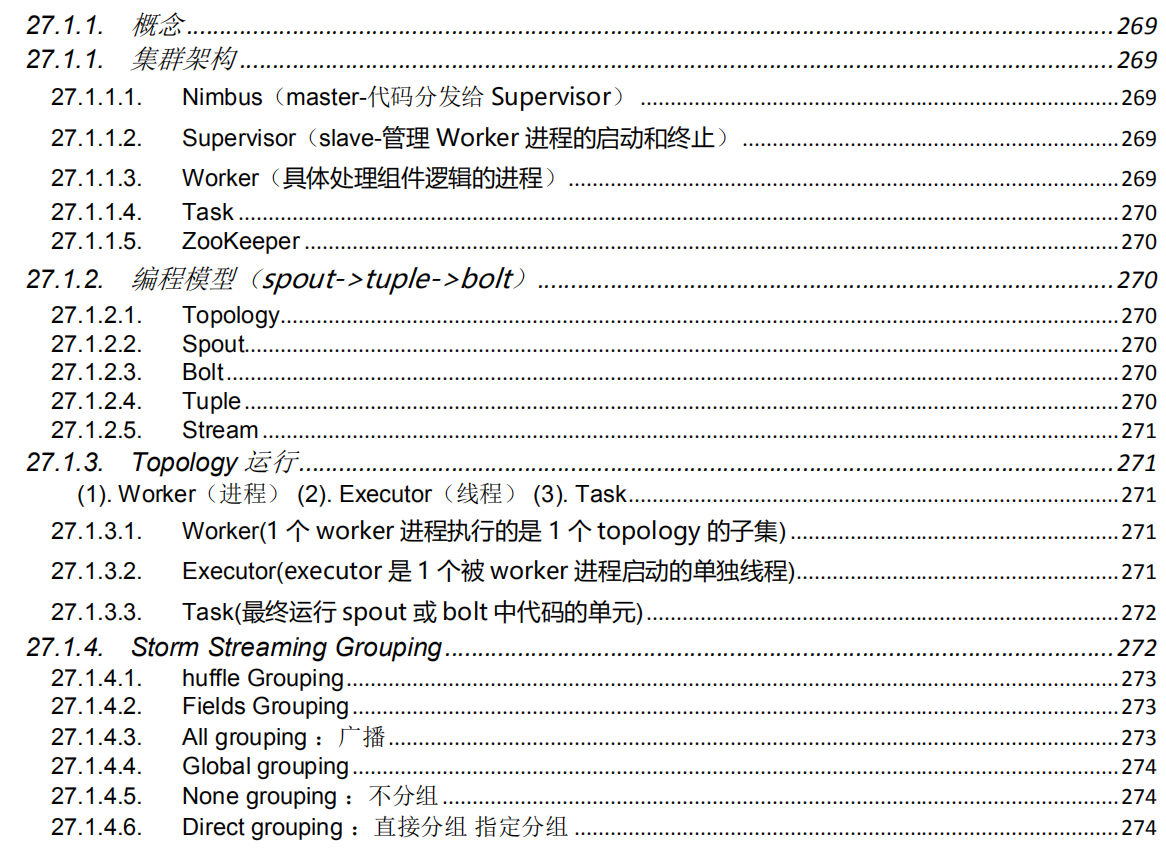 27.1.1. 概念 269
27.1.1. 集群架构 269
27.1.1.1. Nimbus（master-代码分发给 Supervisor） 269
27.1.1.2. Supervisor（slave-管理 Worker 进程的启动和终止） 269
27.1.1.3. Worker（具体处理组件逻辑的进程） 269
27.1.1.4. Task 270
27.1.1.5. ZooKeeper 270
27.1.2. 编程模型（spout->tuple->bolt） 270
27.1.2.1. Topology 270
27.1.2.2. Spout 270
27.1.2.3. Bolt 270
27.1.2.4. Tuple 270
27.1.2.5. Stream 271
27.1.3. Topology 运行 271
(1). Worker（进程） (2). Executor（线程） (3). Task 271
27.1.3.1. Worker(1 个 worker 进程执行的是 1 个 topology 的子集) 271
27.1.3.2. Executor(executor 是 1 个被 worker 进程启动的单独线程) 271
27.1.3.3. Task(最终运行 spout 或 bolt 中代码的单元) 272
27.1.4. Storm Streaming Grouping 272
27.1.4.1. huffle Grouping 273
27.1.4.2. Fields Grouping 273
27.1.4.3. All grouping ：广播 273
27.1.4.4. Global grouping 274
27.1.4.5. None grouping ：不分组 274
27.1.4.6. Direct grouping ：直接分组 指定分组 274